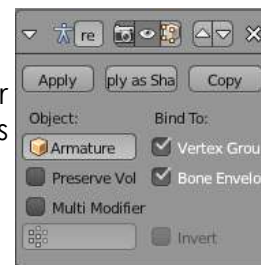 re
Apply ply as Sha Copy
r
Object: Bind To:
s
Armature Vertex Grou
Preserve Vol Bone Envelo
Multi Modifier
Invert